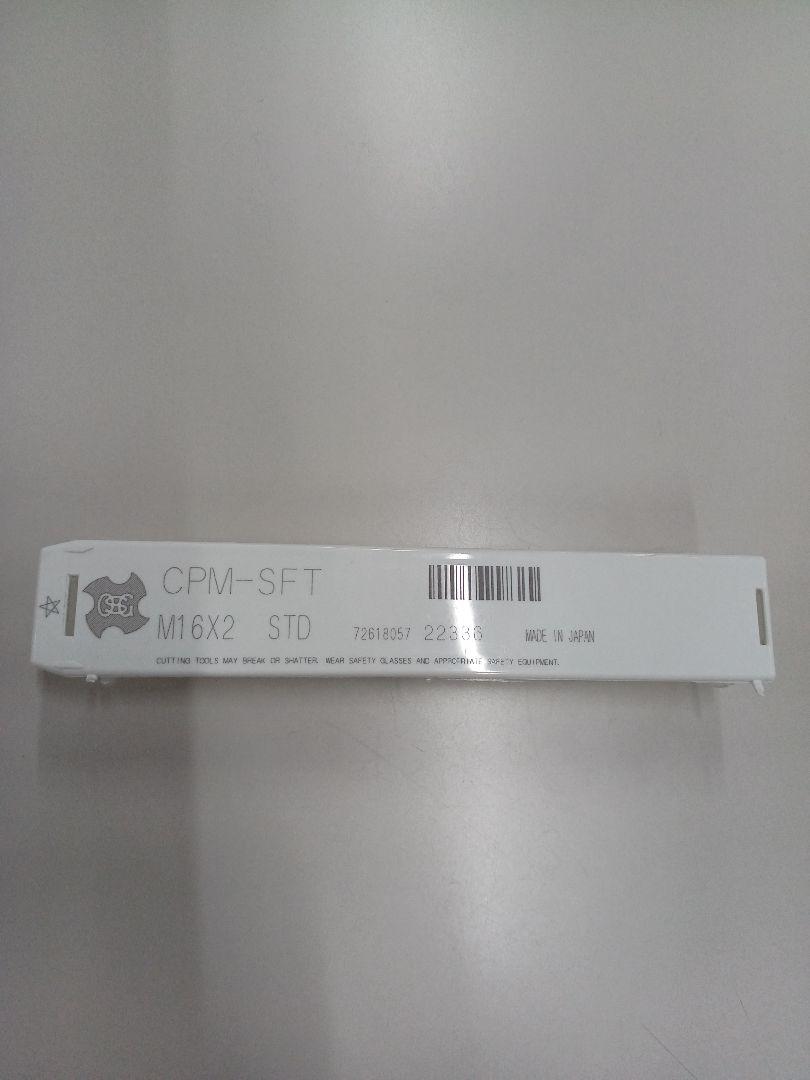 CPM-SFT
OSG
M16X2 STD 72618057 22336 MADE IN JAPAN
CUTTING TOOLS MAY BREAK OR SHATTER. WEAR SAFETY GLASSES AND APPROPRIATE SAFETY EQUIPMENT.